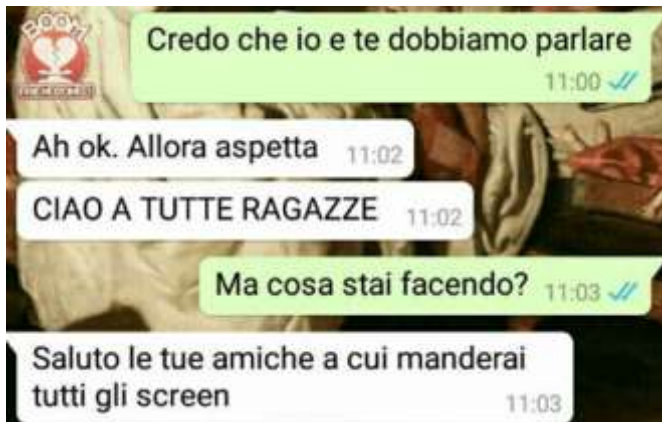 BOOM
Credo che io e te dobbiamo parlare
11:00
Ah ok. Allora aspetta 11:02
CIAO A TUTTE RAGAZZE 11:02
Ma cosa stai facendo? 11:03
Saluto le tue amiche a cui manderai
tutti gli screen
11:03